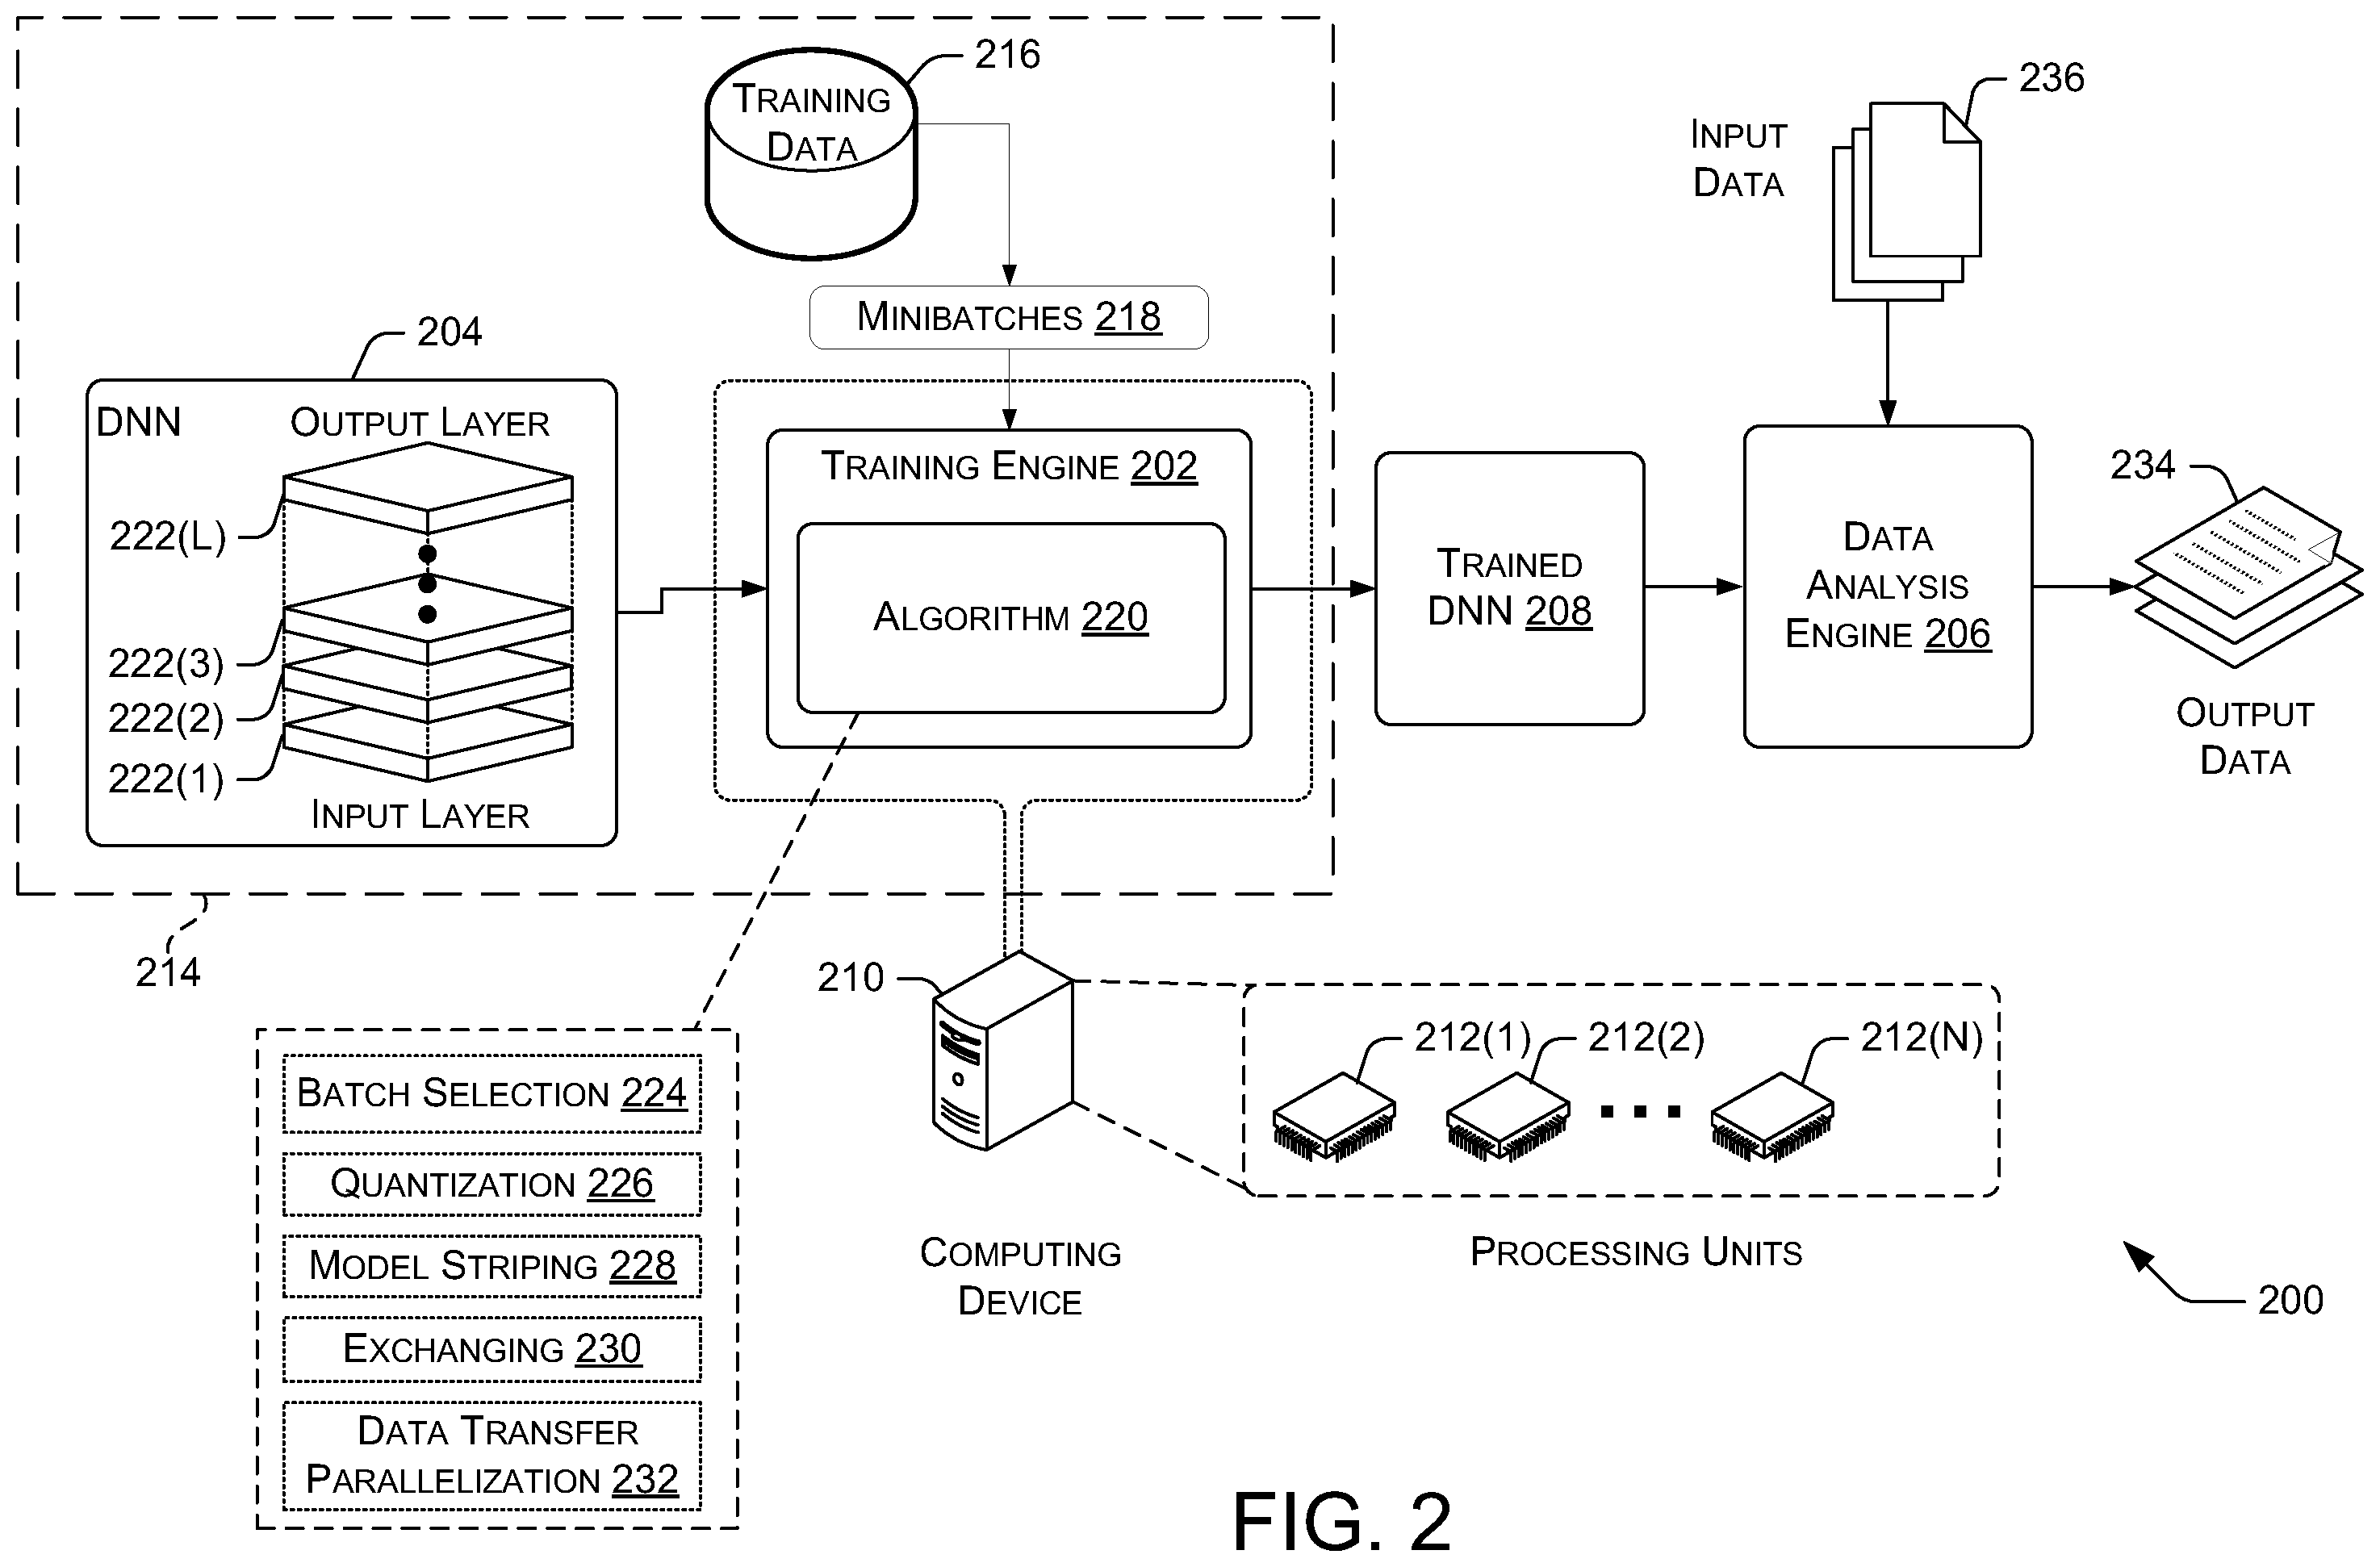 216
TRAINING
DATA
236
INPUT
DATA
MINIBATCHES 218
204
DNN
OUTPUT LAYER
222(L)
222(3)
222(2)
222(1)
INPUT LAYER
TRAINING ENGINE 202
ALGORITHM 220
TRAINED
DNN 208
DATA
ANALYSIS
ENGINE 206
234
OUTPUT
DATA
214
210
COMPUTING
DEVICE
212(1)
212(2)
212(N)
PROCESSING UNITS
BATCH SELECTION 224
QUANTIZATION 226
MODEL STRIPING 228
EXCHANGING 230
DATA TRANSFER
PARALLELIZATION 232
200
FIG. 2